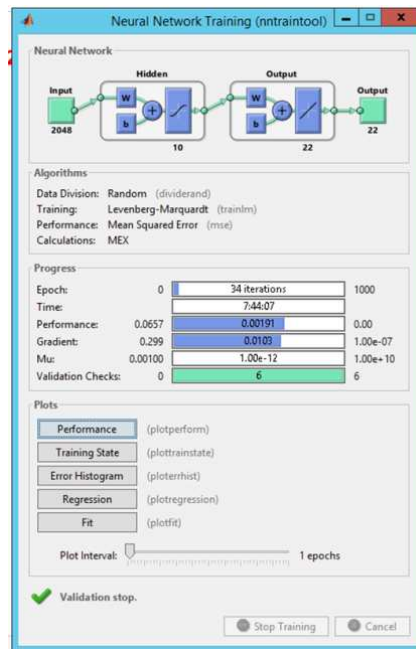 Neural Network Training (nntraintool)
Neural Network
Hidden Output
Input Output
W W
+ +
b b
2048 22
10 22
Algorithms
Data Division: Random (dividerand)
Training: Levenberg-Marquardt (trainlm)
Performance: Mean Squared Error (mse)
Calculations: MEX
Progress
Epoch: 0 34 iterations 1000
Time: 7:44:07
Performance: 0.0657 0.00191 0.00
Gradient: 0.299 0.0103 1.00e-07
Mu: 0.00100 1.00e-12 1.00e+10
Validation Checks: 0 6 6
Plots
Performance (plotperform)
Training State (plottrainstate)
Error Histogram (ploterrhist)
Regression (plotregression)
Fit (plotfit)
Plot Interval: 1 epochs
Validation stop.
Stop Training Cancel